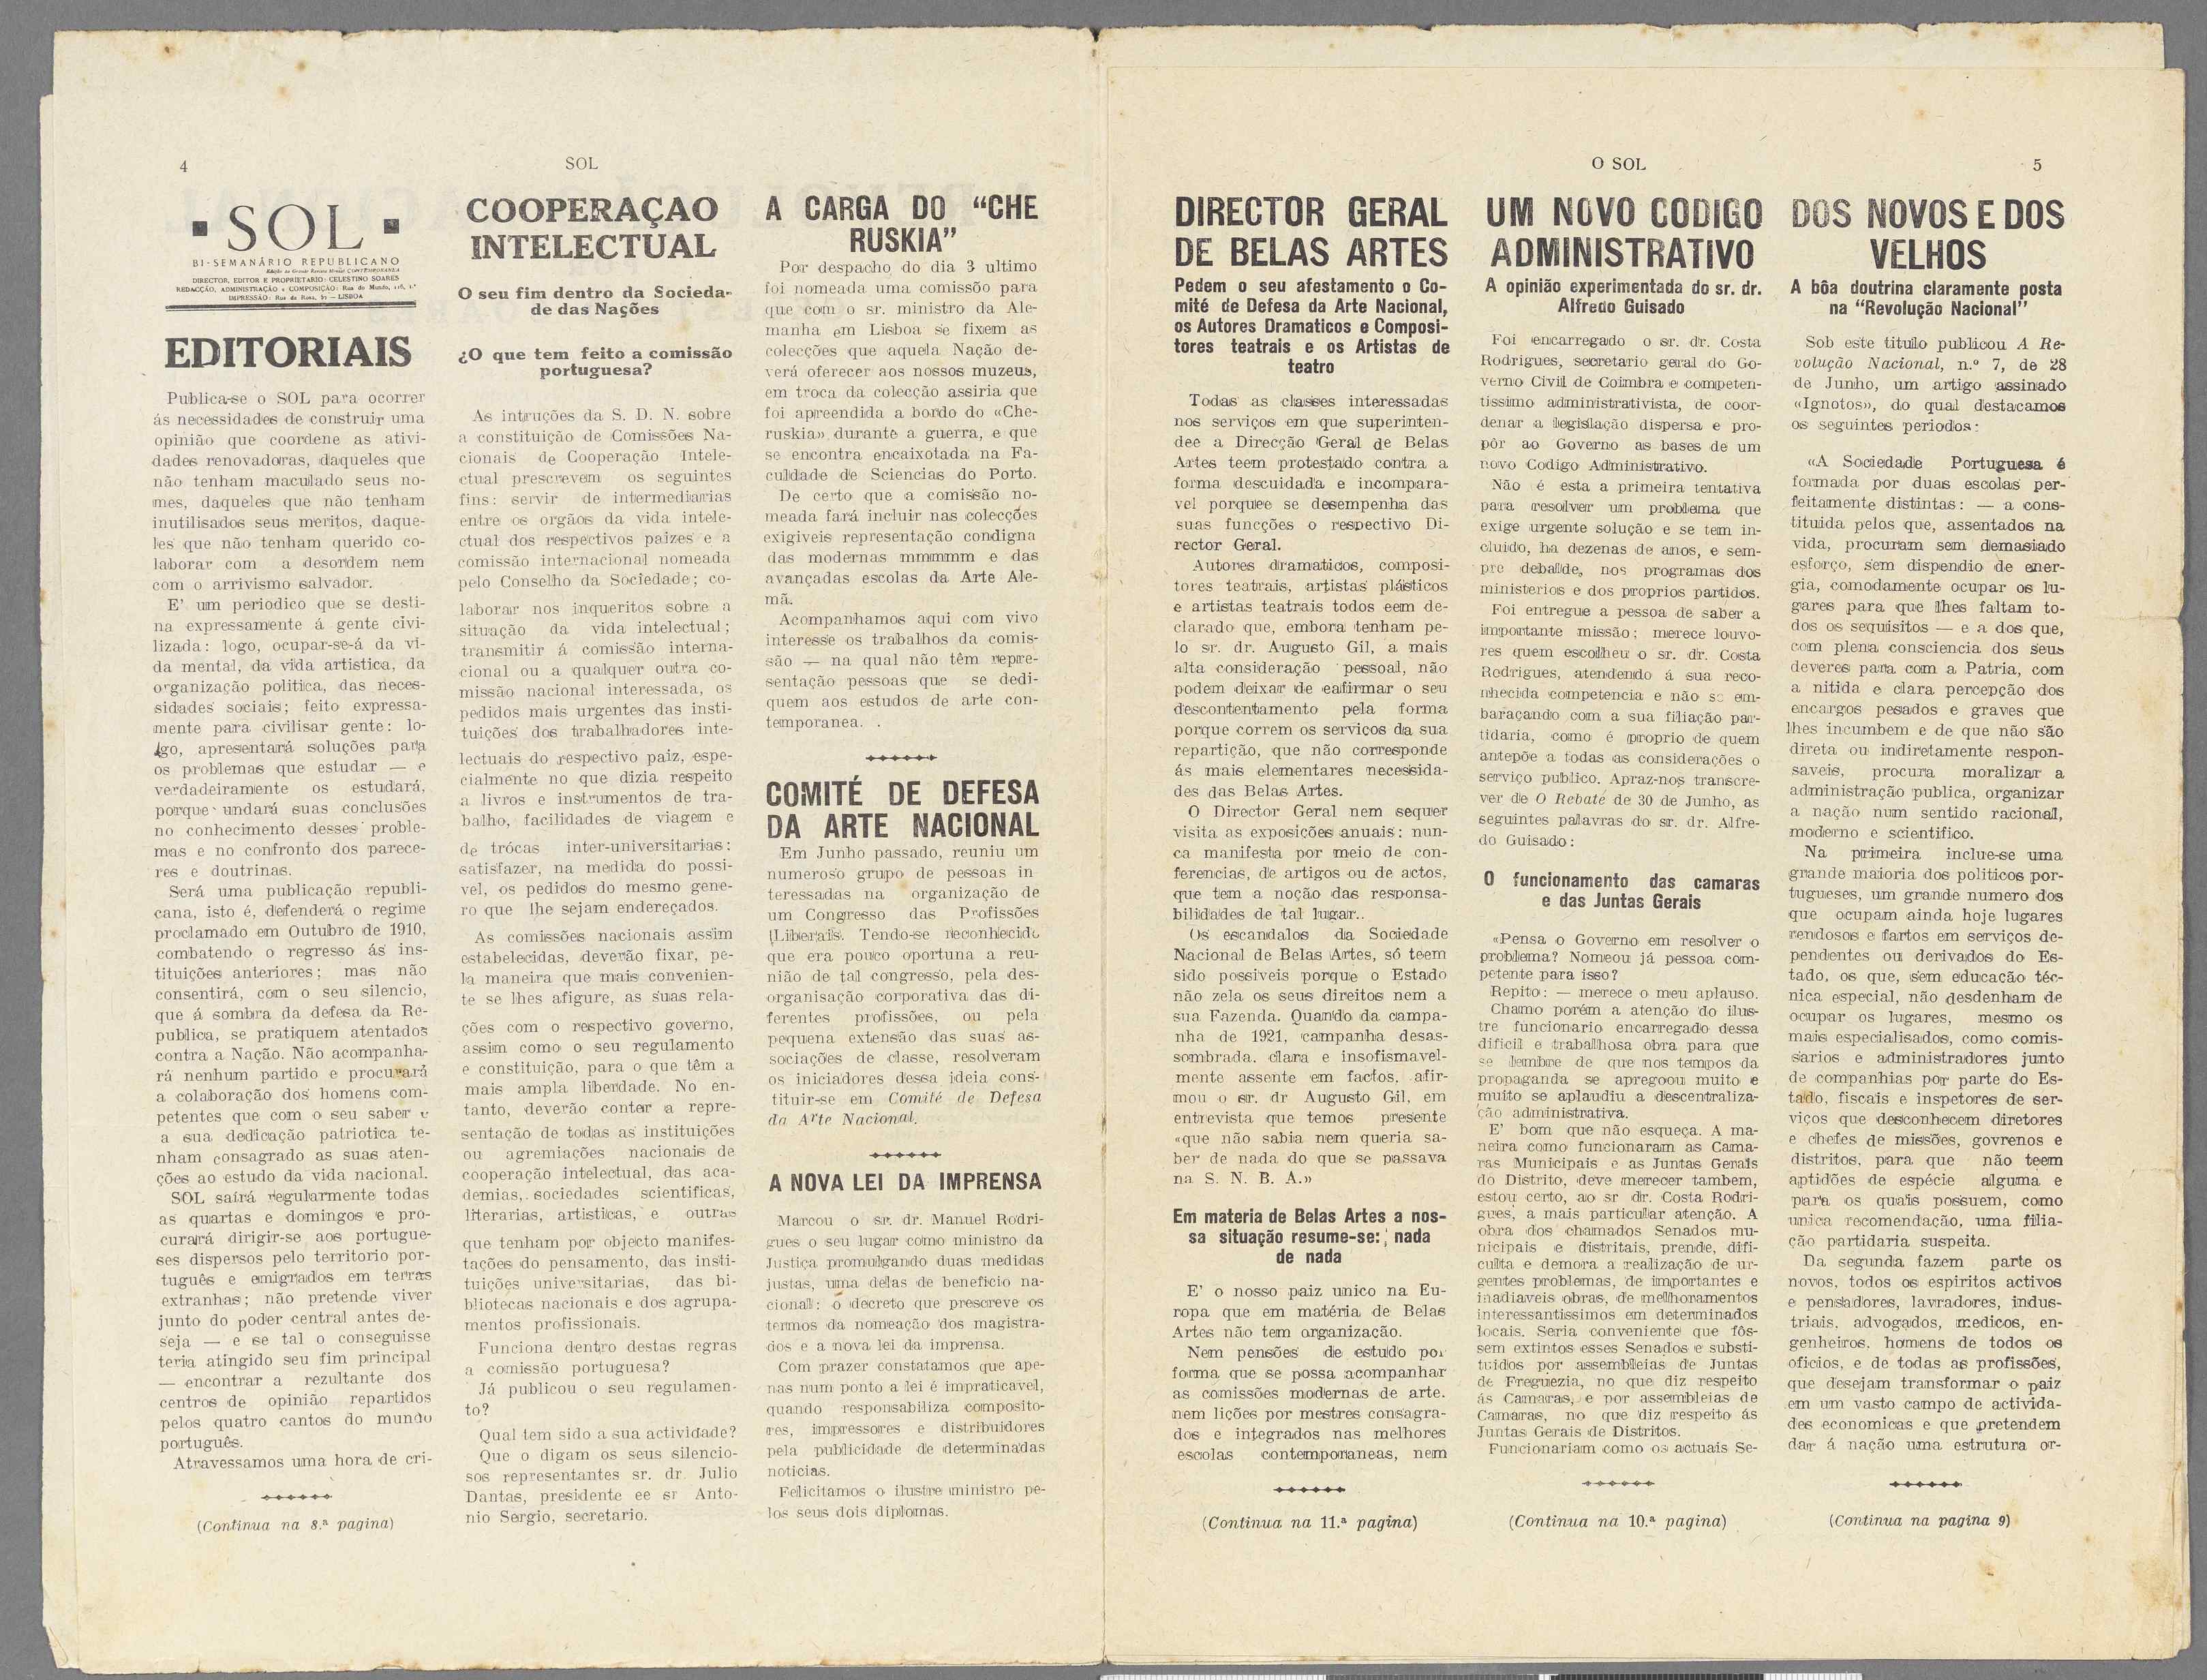 4
SOL
▪ SOL ▪
BI-SEMANÁRIO REPUBLICANO
Edição da Grande Revista Mensal CONTEMPORANEA
DIRECTOR, EDITOR E PROPRIETARIO: CELESTINO SOARES
REDACÇÃO, ADMINISTRAÇÃO e COMPOSIÇÃO: Rua do Mundo, 116, 1.º
IMPRESSÃO: Rua da Rosa, 51 — LISBOA
EDITORIAIS
Publica-se o SOL para ocorrer
ás necessidades de construir uma
opinião que coordene as ativi-
dades renovadoras, daqueles que
não tenham maculado seus no-
mes, daqueles que não tenham
inutilisados seus meritos, daque-
les que não tenham querido co-
laborar com a desordem nem
com o arrivismo salvador.
E' um periodico que se desti-
na expressamente á gente civi-
lizada: logo, ocupar-se-á da vi-
da mental, da vida artistica, da
organização politica, das neces-
sidades sociais; feito expressa-
mente para civilisar gente: lo-
go, apresentará soluções para
os problemas que estudar — e
verdadeiramente os estudará,
porque undará suas conclusões
no conhecimento desses proble-
mas e no confronto dos parece-
res e doutrinas.
Será uma publicação republi-
cana, isto é, defenderá o regime
proclamado em Outubro de 1910,
combatendo o regresso ás ins-
tituições anteriores; mas não
consentirá, com o seu silencio,
que á sombra da defesa da Re-
publica, se pratiquem atentados
contra a Nação. Não acompanha-
rá nenhum partido e procurará
a colaboração dos homens com-
petentes que com o seu saber e
a sua dedicação patriotica te-
nham consagrado as suas aten-
ções ao estudo da vida nacional.
SOL saírá regularmente todas
as quartas e domingos e pro-
curará dirigir-se aos portugue-
ses dispersos pelo territorio por-
tuguês e emigrados em terras
extranhas; não pretende viver
junto do poder central antes de-
seja — e se tal o conseguisse
teria atingido seu fim principal
— encontrar a rezultante dos
centros de opinião repartidos
pelos quatro cantos do mundo
português.
Atravessamos uma hora de cri-
(Continua na 8.ª pagina)
COOPERAÇAO
INTELECTUAL
O seu fim dentro da Socieda-
de das Nações
¿O que tem feito a comissão
portuguesa?
As intruções da S. D. N. sobre
a constituição de Comissões Na-
cionais de Cooperação Intele-
ctual prescrevem os seguintes
fins: servir de intermediarias
entre os orgãos da vida intele-
ctual dos respectivos paizes e a
comissão internacional nomeada
pelo Conselho da Sociedade; co-
laborar nos inqueritos sobre a
situação da vida intelectual;
transmitir á comissão interna-
cional ou a qualquer outra co-
missão nacional interessada, os
pedidos mais urgentes das insti-
tuições dos trabalhadores inte-
lectuais do respectivo paiz, espe-
cialmente no que dizia respeito
a livros e instrumentos de tra-
balho, facilidades de viagem e
de trócas inter-universitarias:
satisfazer, na medida do possi-
vel, os pedidos do mesmo gene-
ro que lhe sejam endereçados.
As comissões nacionais assim
estabelecidas, deverão fixar, pe-
la maneira que mais convenien-
te se lhes afigure, as suas rela-
ções com o respectivo governo,
assim como o seu regulamento
e constituição, para o que têm a
mais ampla liberdade. No en-
tanto, deverão conter a repre-
sentação de todas as instituições
ou agremiações nacionais de
cooperação intelectual, das aca-
demias, sociedades scientificas,
literarias, artisticas, e outras
que tenham por objecto manifes-
tações do pensamento, das insti-
tuições universitarias, das bi-
bliotecas nacionais e dos agrupa-
mentos profissionais.
Funciona dentro destas regras
a comissão portuguesa?
Já publicou o seu regulamen-
to?
Qual tem sido a sua actividade?
Que o digam os seus silencio-
sos representantes sr. dr. Julio
Dantas, presidente ee sr Anto-
nio Sergio, secretario.
A CARGA DO "CHE
RUSKIA"
Por despacho do dia 3 ultimo
foi nomeada uma comissão para
que com o sr. ministro da Ale-
manha em Lisboa se fixem as
colecções que aquela Nação de-
verá oferecer aos nossos muzeus,
em troca da colecção assiria que
foi apreendida a bordo do «Che-
ruskia» durante a guerra, e que
se encontra encaixotada na Fa-
culdade de Sciencias do Porto.
De certo que a comissão no-
meada fará incluir nas colecções
exigiveis representação condigna
das modernas mmmmm e das
avançadas escolas da Arte Ale-
mã.
Acompanhamos aqui com vivo
interesse os trabalhos da comis-
são — na qual não têm repre-
sentação pessoas que se dedi-
quem aos estudos de arte con-
temporanea. .
COMITÉ DE DEFESA
DA ARTE NACIONAL
Em Junho passado, reuniu um
numeroso grupo de pessoas in
teressadas na organização de
um Congresso das Profissões
Liberais. Tendo-se reconhecido
que era pouco oportuna a reu-
nião de tal congresso, pela des-
organisação corporativa das di-
ferentes profissões, ou pela
pequena extensão das suas as-
sociações de classe, resolveram
os iniciadores dessa ideia cons-
tituir-se em Comité de Defesa
da Arte Nacional.
A NOVA LEI DA IMPRENSA
Marcou o sr. dr. Manuel Rodri-
gues o seu lugar como ministro da
Justiça promulgando duas medidas
justas, uma delas de beneficio na-
cional: o decreto que prescreve os
termos da nomeação dos magistra-
dos e a nova lei da imprensa.
Com prazer constatamos que ape-
nas num ponto a lei é impraticavel,
quando responsabiliza composito-
res, impressores e distribuidores
pela publicidade de determinadas
noticias.
Felicitamos o ilustre ministro pe-
los seus dois diplomas.
O SOL
5
DIRECTOR GERAL
DE BELAS ARTES
Pedem o seu afestamento o Co-
mité de Defesa da Arte Nacional,
os Autores Dramaticos e Composi-
tores teatrais e os Artistas de
teatro
Todas as classes interessadas
nos serviços em que superinten-
dee a Direcção Geral de Belas
Artes teem protestado contra a
forma descuidada e incompara-
vel porquee se desempenha das
suas funcções o respectivo Di-
rector Geral.
Autores dramaticos, composi-
tores teatrais, artistas plásticos
e artistas teatrais todos eem de-
clarado que, embora tenham pe-
lo sr. dr. Augusto Gil, a mais
alta consideração pessoal, não
podem deixar de eafirmar o seu
descontentamento pela forma
porque correm os serviços da sua
repartição, que não corresponde
ás mais elementares necessida-
des das Belas Artes.
O Director Geral nem sequer
visita as exposições anuais: nun-
ca manifesta por meio de con-
ferencias, de artigos ou de actos,
que tem a noção das responsa-
bilidades de tal lugar..
Os escandalos da Sociedade
Nacional de Belas Artes, só teem
sido possiveis porque o Estado
não zela os seus direitos nem a
sua Fazenda. Quando da campa-
nha de 1921, campanha desas-
sombrada, clara e insofismavel-
mente assente em factos, afir-
mou o sr. dr Augusto Gil, em
entrevista que temos presente
«que não sabia nem queria sa-
ber de nada do que se passava
na S. N. B. A.»
Em materia de Belas Artes a nos-
sa situação resume-se: nada
de nada
E' o nosso paiz unico na Eu-
ropa que em matéria de Belas
Artes não tem organização.
Nem pensões de estudo por
forma que se possa acompanhar
as comissões modernas de arte.
nem lições por mestres consagra-
dos e integrados nas melhores
escolas contemporaneas, nem
(Continua na 11.ª pagina)
UM NOVO CODIGO
ADMINISTRATIVO
A opinião experimentada do sr. dr.
Alfredo Guisado
Foi encarregado o sr. dr. Costa
Rodrigues, secretario geral do Go-
verno Civil de Coimbra e competen-
tissimo administrativista, de coor-
denar a legislação dispersa e pro-
pôr ao Governo as bases de um
novo Codigo Administrativo.
Não é esta a primeira tentativa
para resolver um problema que
exige urgente solução e se tem in-
cluido, ha dezenas de anos, e sem-
pre debalde, nos programas dos
ministerios e dos proprios partidos.
Foi entregue a pessoa de saber a
importante missão; merece louvo-
res quem escolheu o sr. dr. Costa
Rodrigues, atendendo á sua reco-
nhecida competencia e não se em-
baraçando com a sua filiação par-
tidaria, como é proprio de quem
antepõe a todas as considerações o
serviço publico. Apraz-nos transcre-
ver de O Rebate de 30 de Junho, as
seguintes palavras do sr. dr. Alfre-
do Guisado:
O funcionamento das camaras
e das Juntas Gerais
«Pensa o Governo em resolver o
problema? Nomeou já pessoa com-
petente para isso?
Repito: — merece o meu aplauso.
Chamo porém a atenção do ilus-
tre funcionario encarregado dessa
dificil e trabalhosa obra para que
se lembre de que nos tempos da
propaganda se apregoou muito e
muito se aplaudiu a descentraliza-
ção administrativa.
E' bom que não esqueça. A ma-
neira como funcionaram as Cama-
ras Municipais e as Juntas Gerais
do Distrito, deve merecer tambem,
estou certo, ao sr dr. Costa Rodri-
gues, a mais particular atenção. A
obra dos chamados Senados mu-
nicipais e distritais, prende, difi-
culta e demora a realização de ur-
gentes problemas, de importantes e
inadiaveis obras, de melhoramentos
interessantissimos em determinados
locais. Seria conveniente que fôs-
sem extintos esses Senados e substi-
tuidos por assembleias de Juntas
de Freguezia, no que diz respeito
ás Camaras, e por assembleias de
Camaras, no que diz respeito ás
Juntas Gerais de Distritos.
Funcionariam como os actuais Se-
(Continua na 10.ª pagina)
DOS NOVOS E DOS
VELHOS
A bôa doutrina claramente posta
na "Revolução Nacional"
Sob este titulo publicou A Re-
volução Nacional, n.º 7, de 28
de Junho, um artigo assinado
«Ignotos», do qual destacamos
os seguintes periodos:
«A Sociedade Portuguesa é
formada por duas escolas per-
feitamente distintas: — a cons-
tituida pelos que, assentados na
vida, procuram sem demasiado
esforço, sem dispendio de ener-
gia, comodamente ocupar os lu-
gares para que lhes faltam to-
dos os sequisitos — e a dos que,
com plena consciencia dos seus
deveres para com a Patria, com
a nitida e clara percepção dos
encargos pesados e graves que
lhes incumbem e de que não são
direta ou indiretamente respon-
saveis, procura moralizar a
administração publica, organizar
a nação num sentido racional,
moderno e scientifico.
Na primeira inclue-se uma
grande maioria dos politicos por-
tugueses, um grande numero dos
que ocupam ainda hoje lugares
rendosos e fartos em serviços de-
pendentes ou derivados do Es-
tado, os que, sem educação téc-
nica especial, não desdenham de
ocupar os lugares, mesmo os
mais especialisados, como comis-
sarios e administradores junto
de companhias por parte do Es-
tado, fiscais e inspetores de ser-
viços que desconhecem diretores
e chefes de missões, govrenos e
distritos, para que não teem
aptidões de espécie alguma e
para os quais possuem, como
unica recomendação, uma filia-
ção partidaria suspeita.
Da segunda fazem parte os
novos, todos os espiritos activos
e pensadores, lavradores, indus-
triais, advogados, medicos, en-
genheiros, homens de todos os
oficios, e de todas as profissões,
que desejam transformar o paiz
em um vasto campo de activida-
des economicas e que pretendem
dar á nação uma estrutura or-
(Continua na pagina 9)